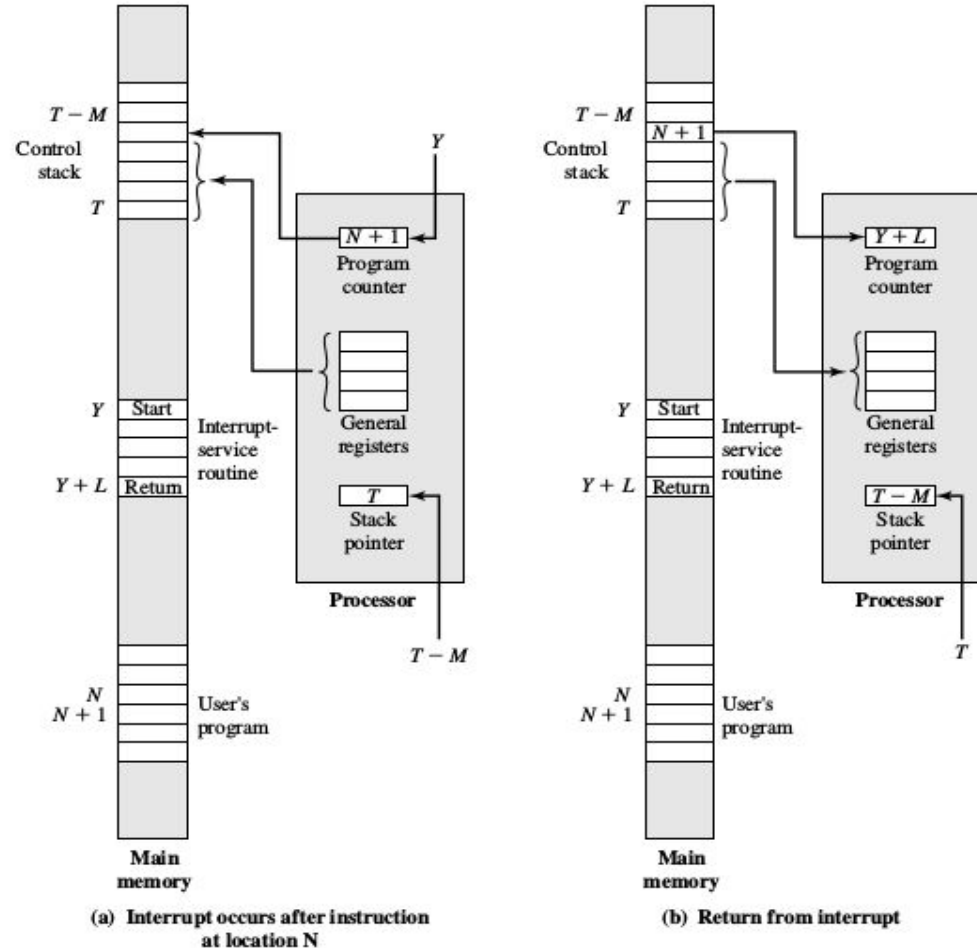 T – M
Control
stack
T
Y
Start
Interrupt-
service
routine
Y + L
Return
N
N + 1
User's
program
Main
memory
Y
N + 1
Program
counter
General
registers
T
Stack
pointer
Processor
T – M
(a) Interrupt occurs after instruction
at location N
T – M
N + 1
Control
stack
T
Y
Start
Interrupt-
service
routine
Y + L
Return
N
N + 1
User's
program
Main
memory
Y + L
Program
counter
General
registers
T – M
Stack
pointer
Processor
T
(b) Return from interrupt